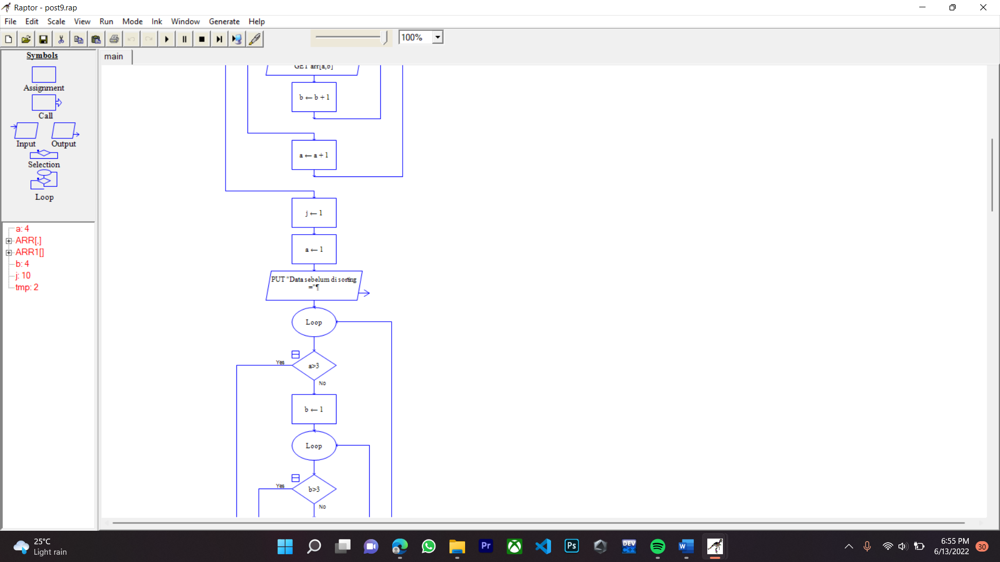 Raptor - post9.rap
File Edit Scale View Run Mode Ink Window Generate Help
100%
Symbols
Assignment
Call
Input Output
Selection
Loop
a: 4
ARR[,]
ARR1[]
b: 4
j: 10
tmp: 2
main
GET arr[a,b]
b ← b + 1
a ← a + 1
j ← 1
a ← 1
PUT "Data sebelum di sorting
="¶
Loop
Yes
a>3
No
b ← 1
Loop
Yes
b>3
No
25°C
Light rain
Pr
Ps
DEV
C++
W
6:55 PM
6/13/2022
30